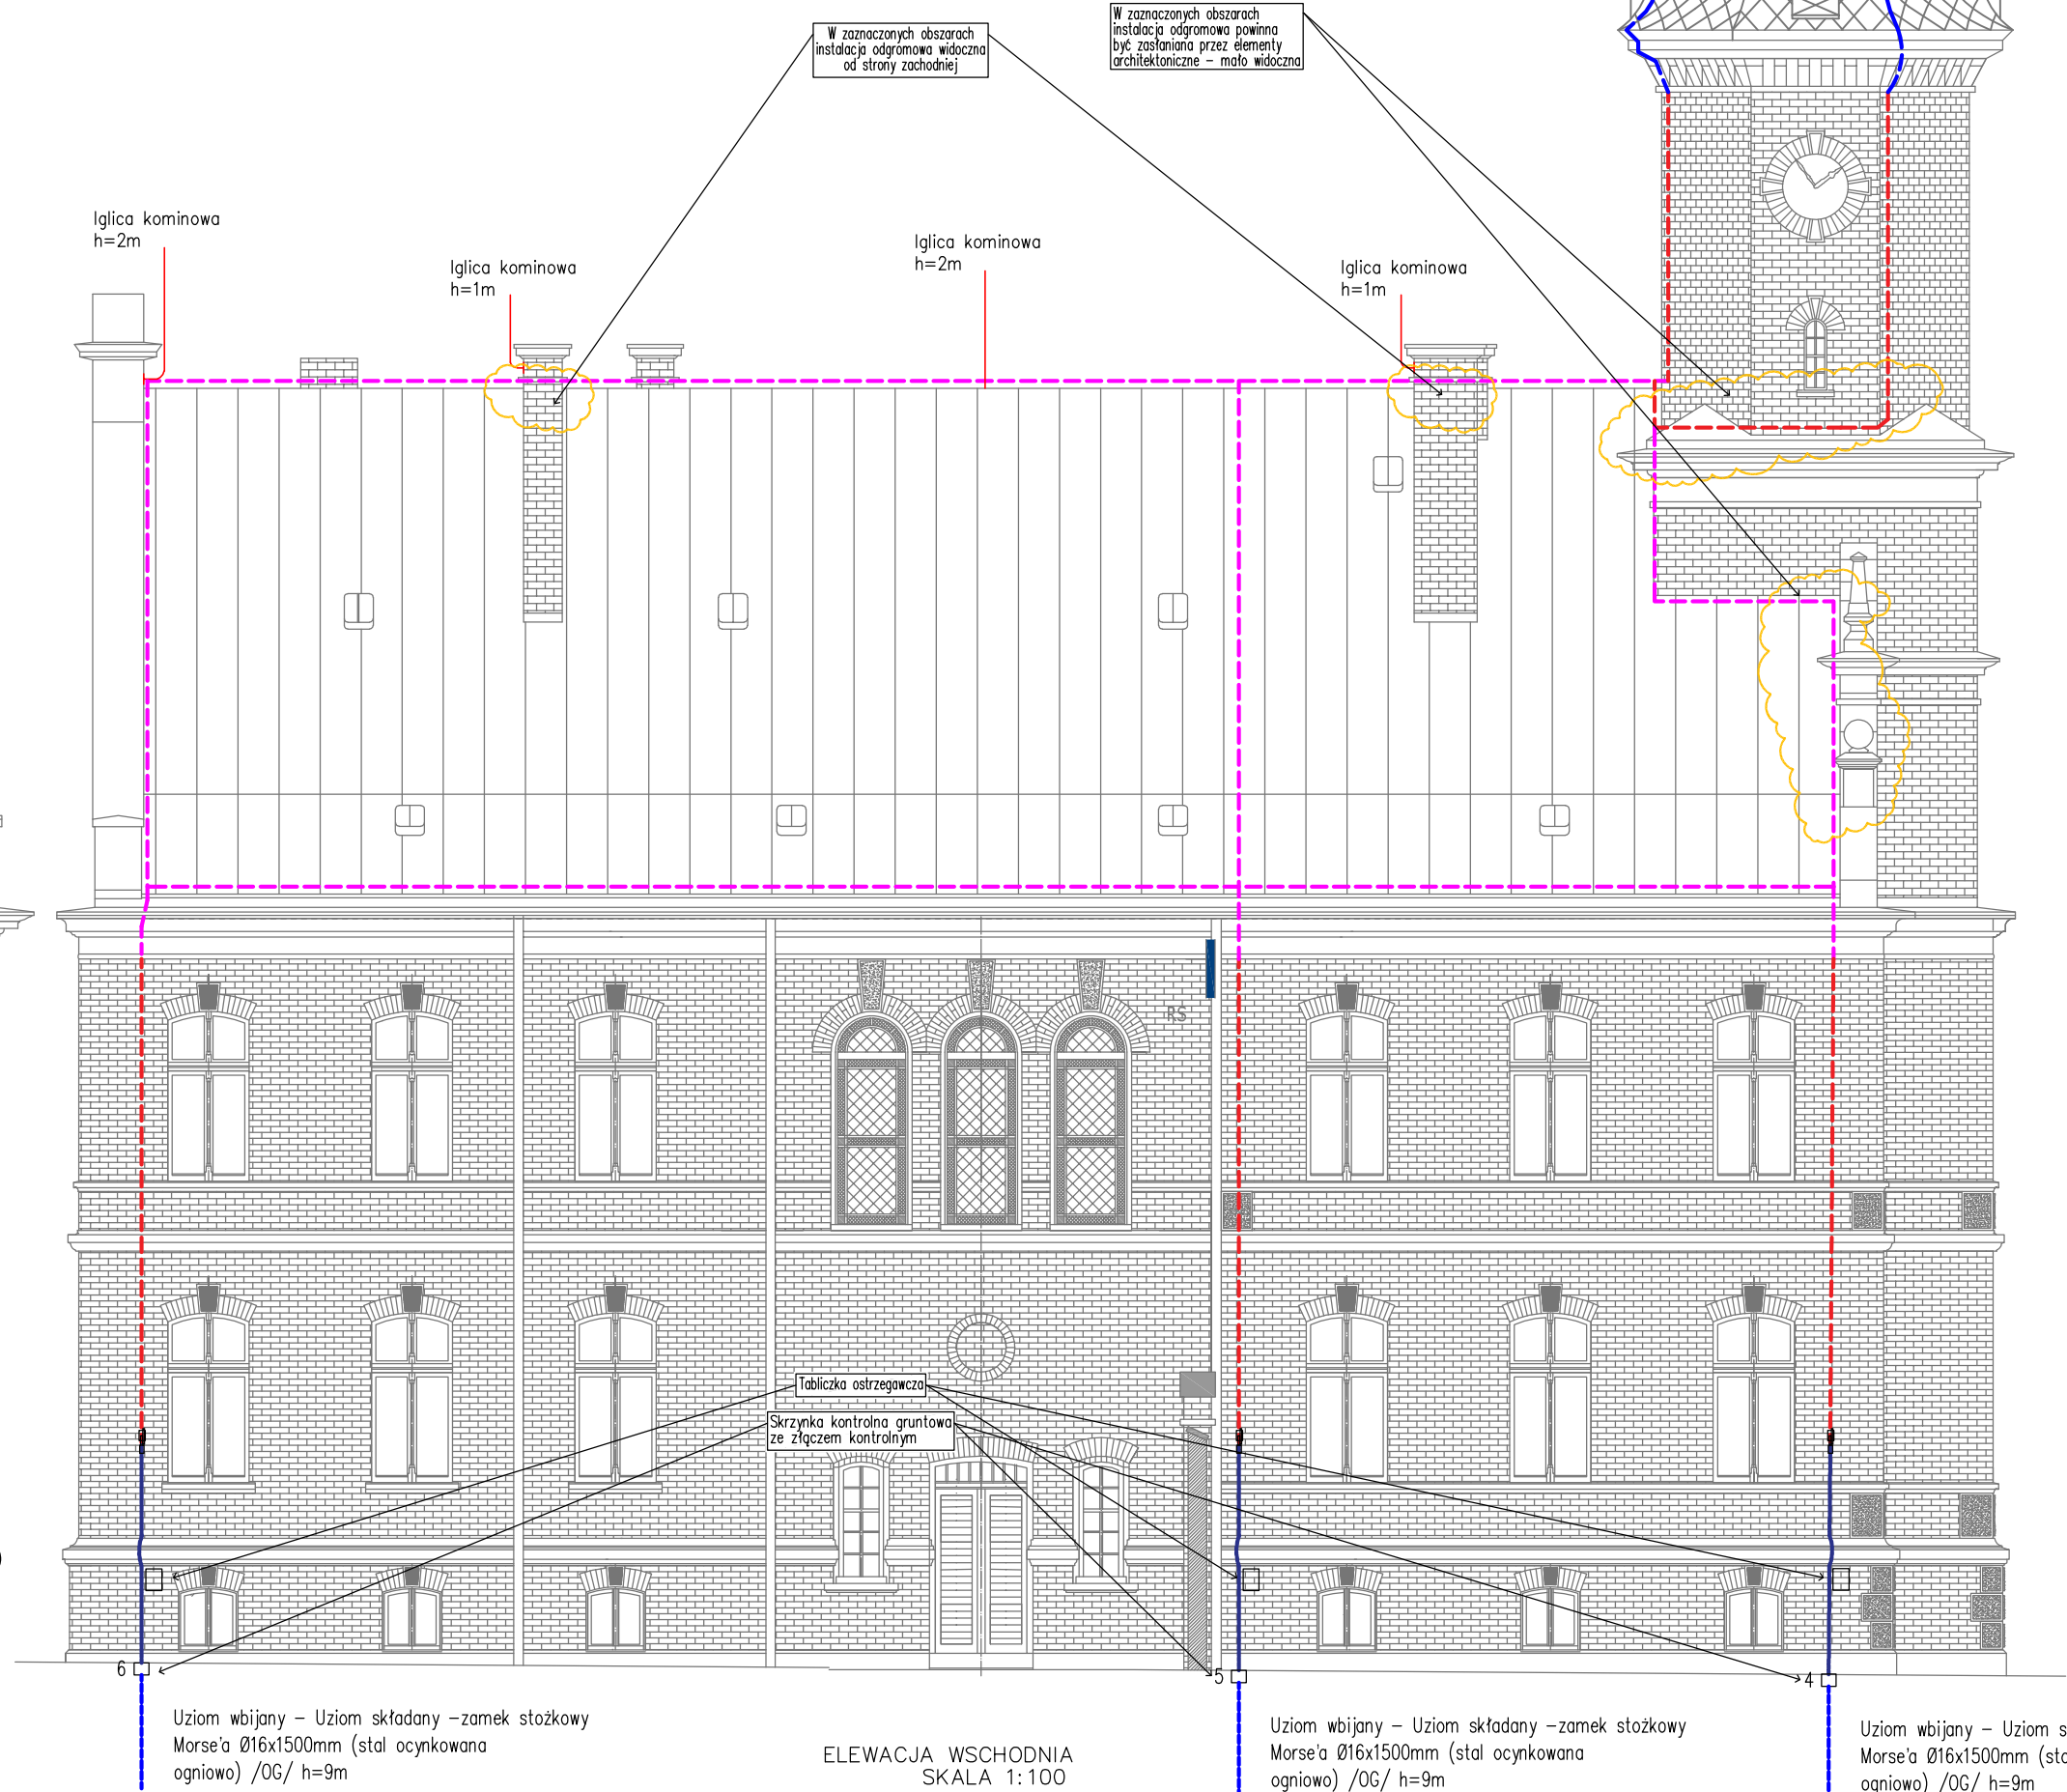 W zaznaczonych obszarach
instalacja odgromowa widoczna
od strony zachodniej
W zaznaczonych obszarach
instalacja odgromowa powinna
być zasłaniana przez elementy
architektoniczne – mało widoczna
Iglica kominowa
h=2m
Iglica kominowa
h=1m
Iglica kominowa
h=2m
Iglica kominowa
h=1m
RS
Tabliczka ostrzegawcza
Skrzynka kontrolna gruntowa
ze złączem kontrolnym
6
5
4
Uziom wbijany – Uziom składany –zamek stożkowy
Morse'a Ø16x1500mm (stal ocynkowana
ogniowo) /OG/ h=9m
ELEWACJA WSCHODNIA
SKALA 1:100
Uziom wbijany – Uziom składany –zamek stożkowy
Morse'a Ø16x1500mm (stal ocynkowana
ogniowo) /OG/ h=9m
Uziom wbijany – Uziom s
Morse'a Ø16x1500mm (sta
ogniowo) /OG/ h=9m
)